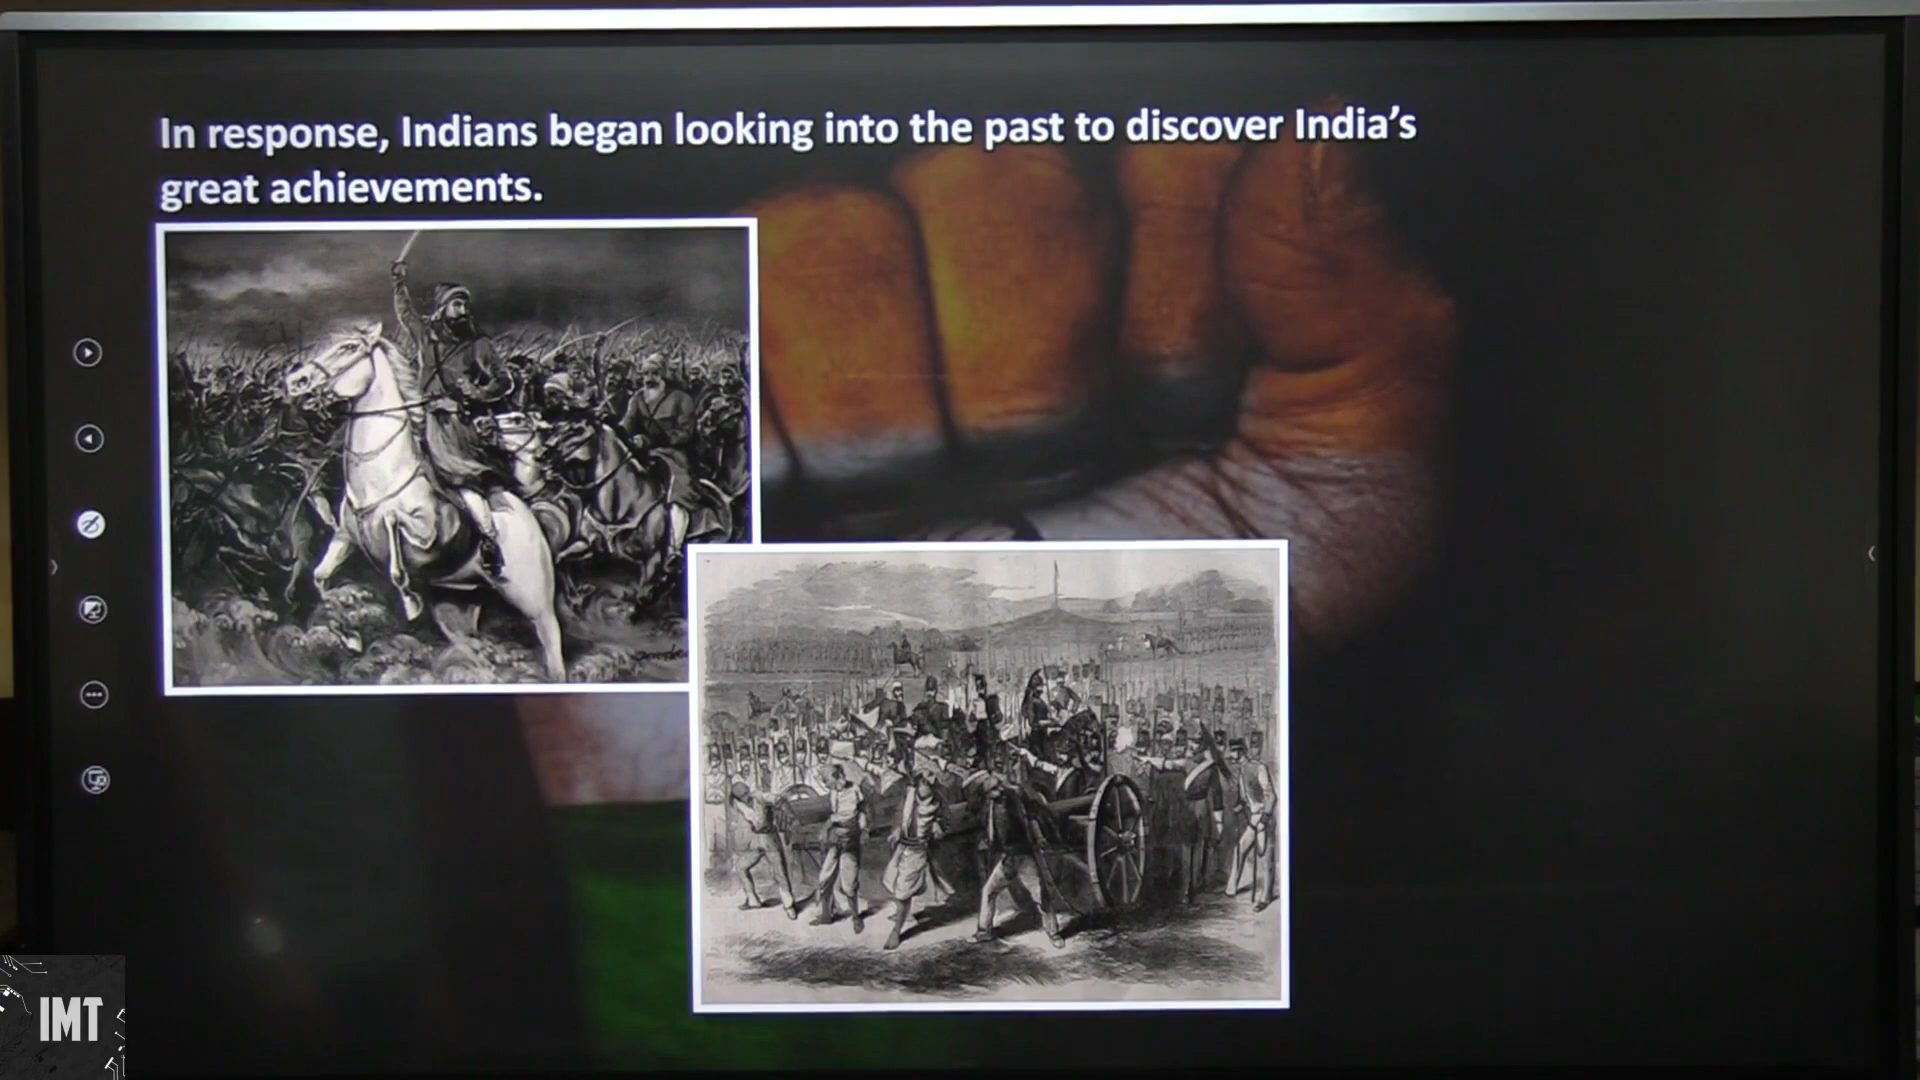 In response, Indians began looking into the past to discover India's
great achievements.
IMT